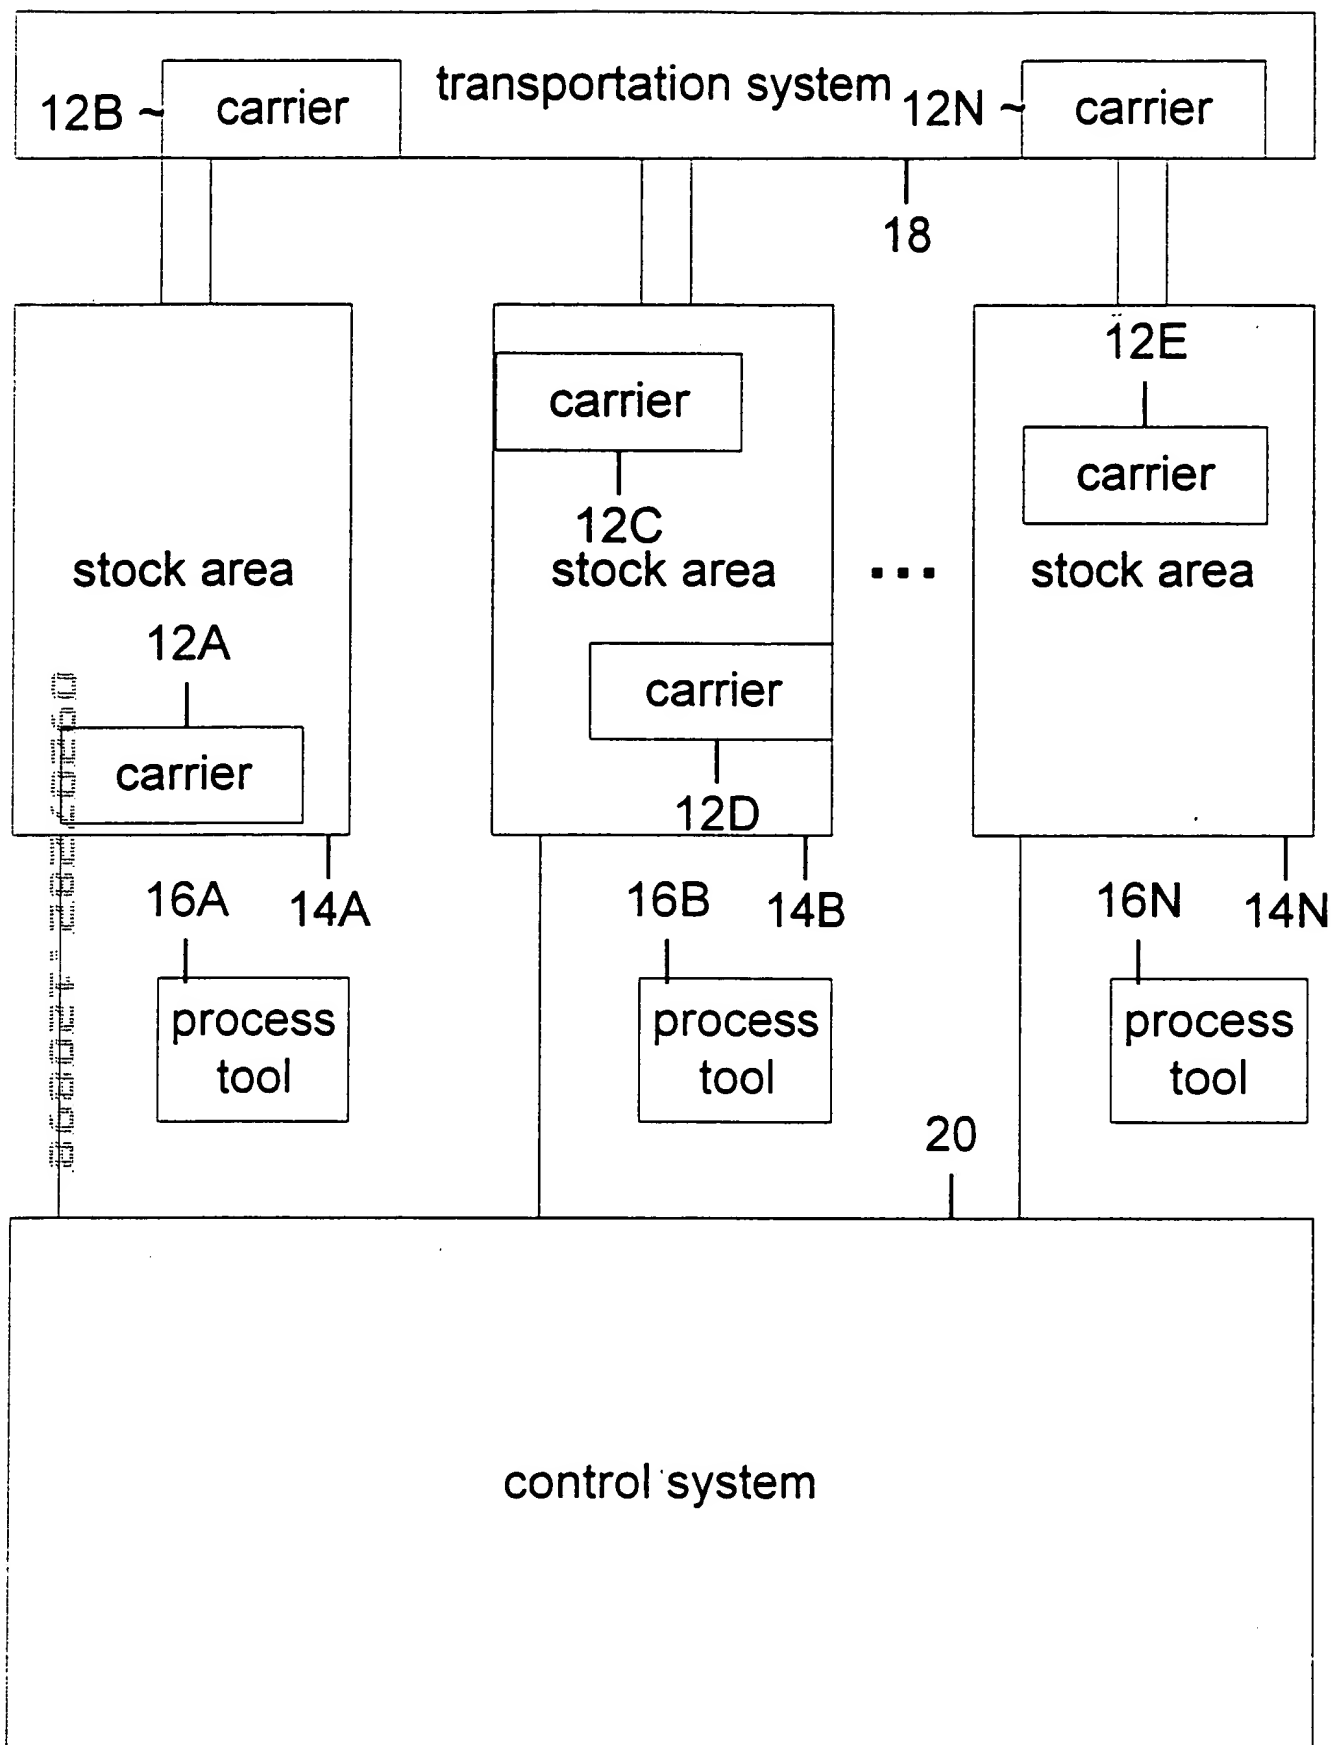 transportation system
12B ~ carrier
12N ~ carrier
18
12E
carrier
carrier
12C
stock area
stock area
...
stock area
12A
carrier
carrier
12D
16A
14A
16B
14B
16N
14N
process
tool
process
tool
process
tool
20
control system